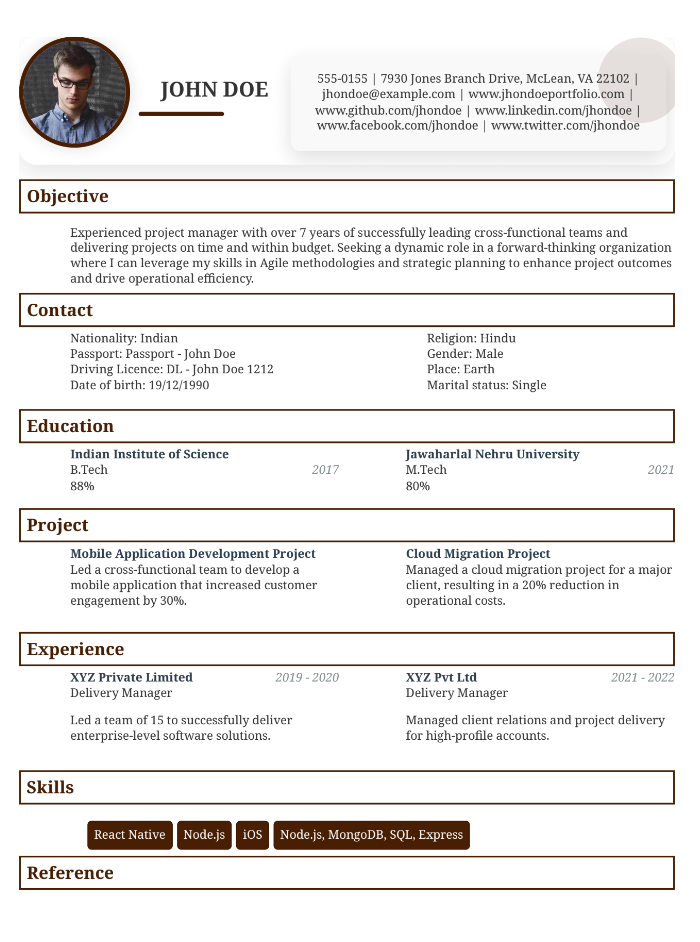 JOHN DOE
555-0155 | 7930 Jones Branch Drive, McLean, VA 22102 |
jhondoe@example.com | www.jhondoeportfolio.com |
www.github.com/jhondoe | www.linkedin.com/jhondoe |
www.facebook.com/jhondoe | www.twitter.com/jhondoe
Objective
Experienced project manager with over 7 years of successfully leading cross-functional teams and
delivering projects on time and within budget. Seeking a dynamic role in a forward-thinking organization
where I can leverage my skills in Agile methodologies and strategic planning to enhance project outcomes
and drive operational efficiency.
Contact
Nationality: Indian
Passport: Passport - John Doe
Driving Licence: DL - John Doe 1212
Date of birth: 19/12/1990
Religion: Hindu
Gender: Male
Place: Earth
Marital status: Single
Education
Indian Institute of Science
B.Tech 2017
88%
Jawaharlal Nehru University
M.Tech 2021
80%
Project
Mobile Application Development Project
Led a cross-functional team to develop a
mobile application that increased customer
engagement by 30%.
Cloud Migration Project
Managed a cloud migration project for a major
client, resulting in a 20% reduction in
operational costs.
Experience
XYZ Private Limited 2019 - 2020
Delivery Manager
Led a team of 15 to successfully deliver
enterprise-level software solutions.
XYZ Pvt Ltd 2021 - 2022
Delivery Manager
Managed client relations and project delivery
for high-profile accounts.
Skills
React Native Node.js iOS Node.js, MongoDB, SQL, Express
Reference